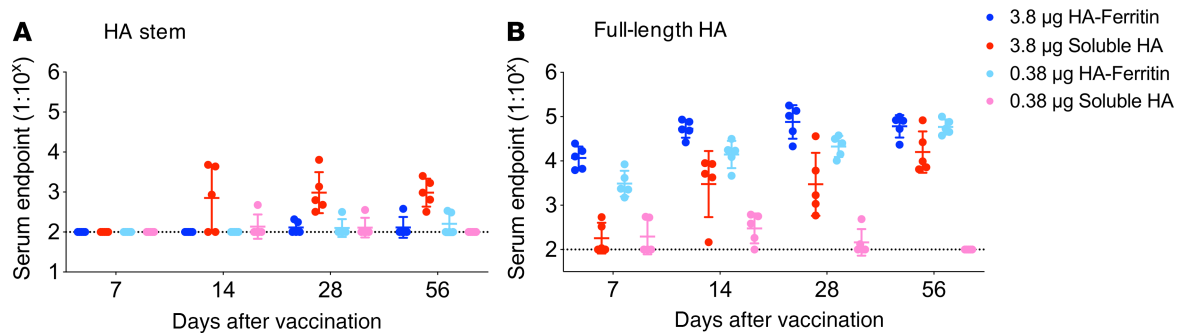 A HA stem
Serum endpoint (1:10ˣ)
6
5
4
3
2
1
7 14 28 56
Days after vaccination
B Full-length HA
Serum endpoint (1:10ˣ)
6
5
4
3
2
7 14 28 56
Days after vaccination
3.8 µg HA-Ferritin
3.8 µg Soluble HA
0.38 µg HA-Ferritin
0.38 µg Soluble HA